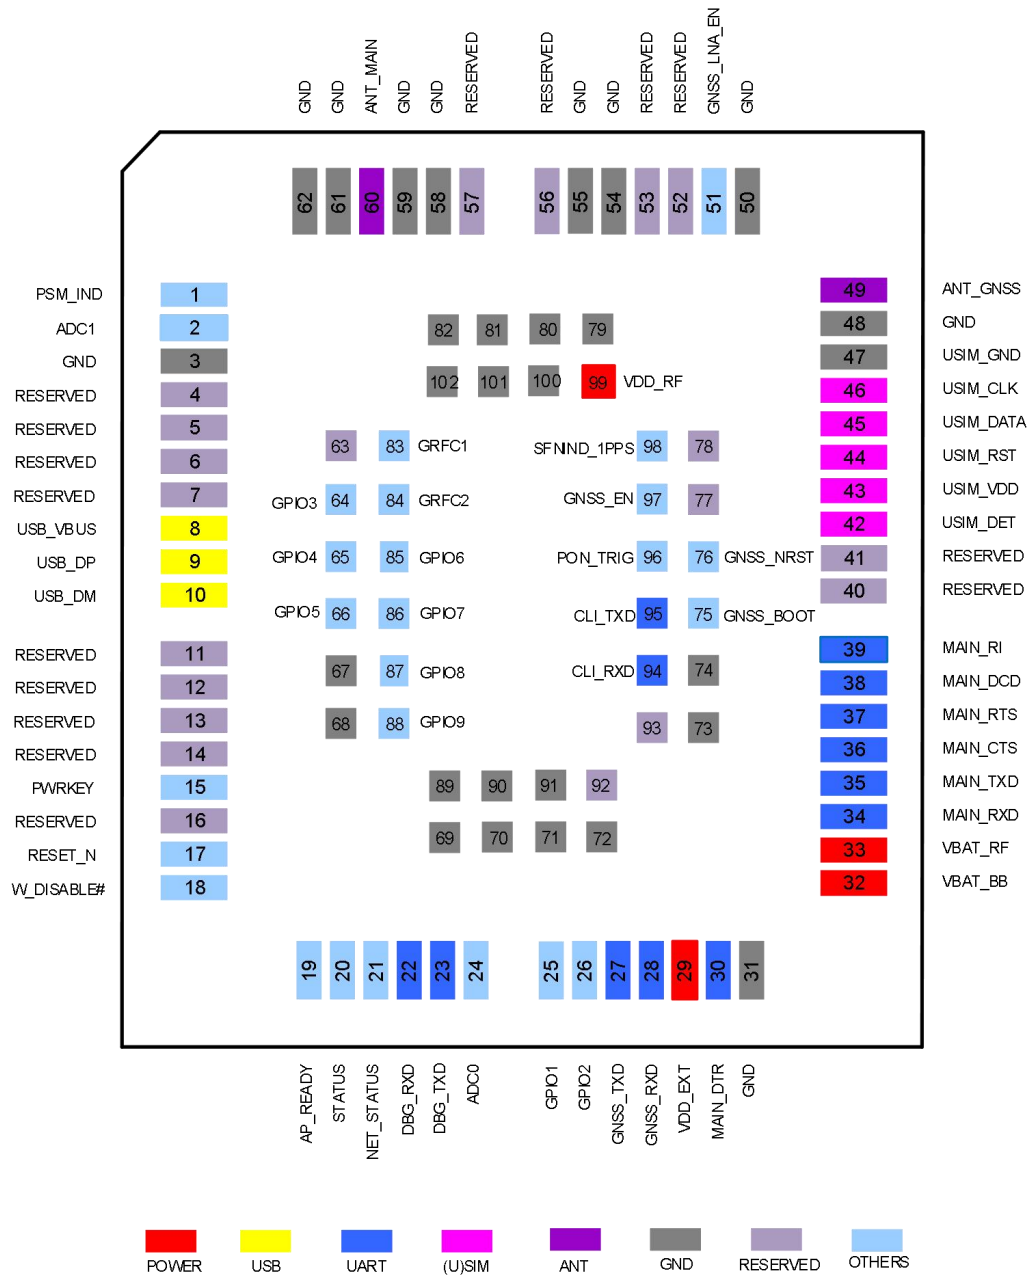 GND
GND
ANT_MAIN
GND
GND
RESERVED
RESERVED
GND
GND
RESERVED
RESERVED
GNSS_LNA_EN
GND
62
61
60
59
58
57
56
55
54
53
52
51
50
PSM_IND
1
ADC1
2
GND
3
RESERVED
4
RESERVED
5
RESERVED
6
RESERVED
7
USB_VBUS
8
USB_DP
9
USB_DM
10
RESERVED
11
RESERVED
12
RESERVED
13
RESERVED
14
PWRKEY
15
RESERVED
16
RESET_N
17
W_DISABLE#
18
82
81
80
79
102
101
100
99
VDD_RF
63
83
GRFC1
GPIO3
64
84
GRFC2
GPIO4
65
85
GPIO6
GPIO5
66
86
GPIO7
67
87
GPIO8
68
88
GPIO9
SFNIND_1PPS
98
78
GNSS_EN
97
77
PON_TRIG
96
76
GNSS_NRST
CLI_TXD
95
75
GNSS_BOOT
CLI_RXD
94
74
93
73
89
90
91
92
69
70
71
72
49
ANT_GNSS
48
GND
47
USIM_GND
46
USIM_CLK
45
USIM_DATA
44
USIM_RST
43
USIM_VDD
42
USIM_DET
41
RESERVED
40
RESERVED
39
MAIN_RI
38
MAIN_DCD
37
MAIN_RTS
36
MAIN_CTS
35
MAIN_TXD
34
MAIN_RXD
33
VBAT_RF
32
VBAT_BB
19
20
21
22
23
24
25
26
27
28
29
30
31
AP_READY
STATUS
NET_STATUS
DBG_RXD
DBG_TXD
ADC0
GPIO1
GPIO2
GNSS_TXD
GNSS_RXD
VDD_EXT
MAIN_DTR
GND
POWER
USB
UART
(U)SIM
ANT
GND
RESERVED
OTHERS